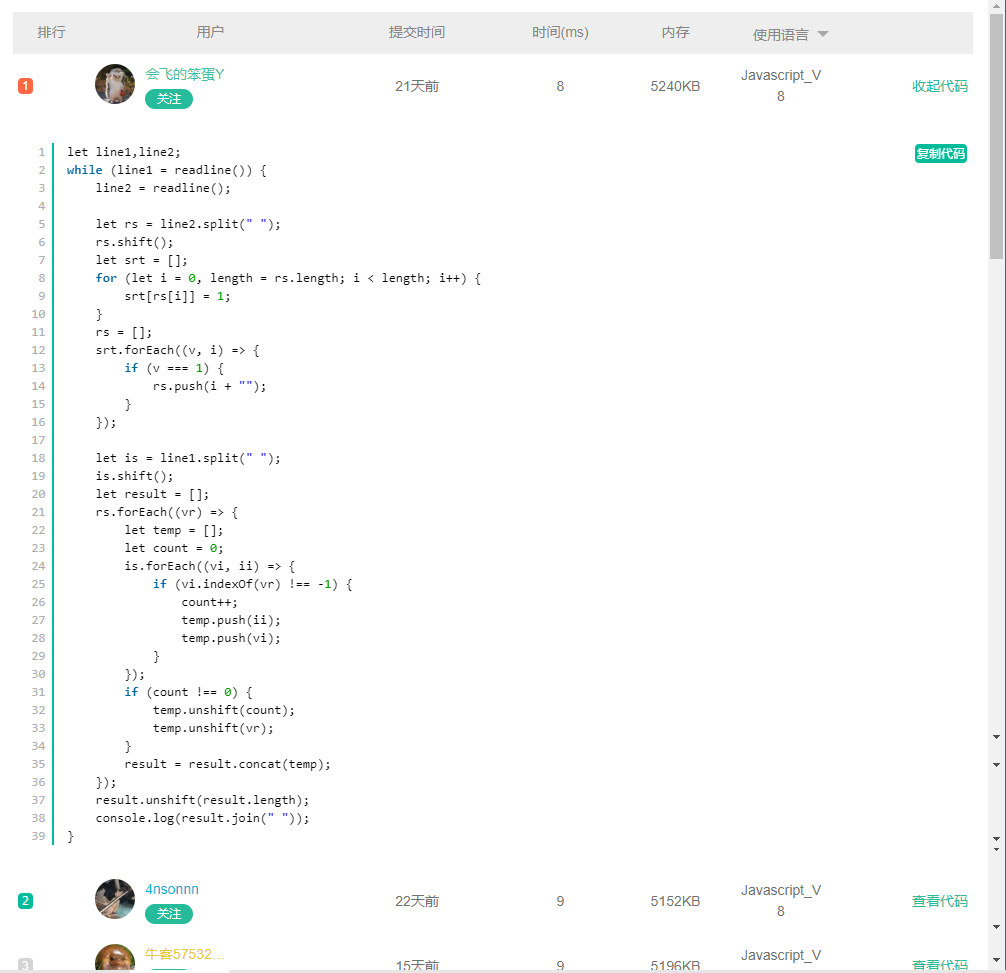 排行 用户 提交时间 时间(ms) 内存 使用语言
1 会飞的笨蛋Y 关注 21天前 8 5240KB Javascript_V8 收起代码
复制代码
1 let line1,line2;
2 while (line1 = readline()) {
3     line2 = readline();
4
5     let rs = line2.split(" ");
6     rs.shift();
7     let srt = [];
8     for (let i = 0, length = rs.length; i < length; i++) {
9         srt[rs[i]] = 1;
10     }
11     rs = [];
12     srt.forEach((v, i) => {
13         if (v === 1) {
14             rs.push(i + "");
15         }
16     });
17
18     let is = line1.split(" ");
19     is.shift();
20     let result = [];
21     rs.forEach((vr) => {
22         let temp = [];
23         let count = 0;
24         is.forEach((vi, ii) => {
25             if (vi.indexOf(vr) !== -1) {
26                 count++;
27                 temp.push(ii);
28                 temp.push(vi);
29             }
30         });
31         if (count !== 0) {
32             temp.unshift(count);
33             temp.unshift(vr);
34         }
35         result = result.concat(temp);
36     });
37     result.unshift(result.length);
38     console.log(result.join(" "));
39 }
2 4nsonnn 关注 22天前 9 5152KB Javascript_V8 查看代码
3 牛客57532... 15天前 9 5196KB Javascript_V 查看代码